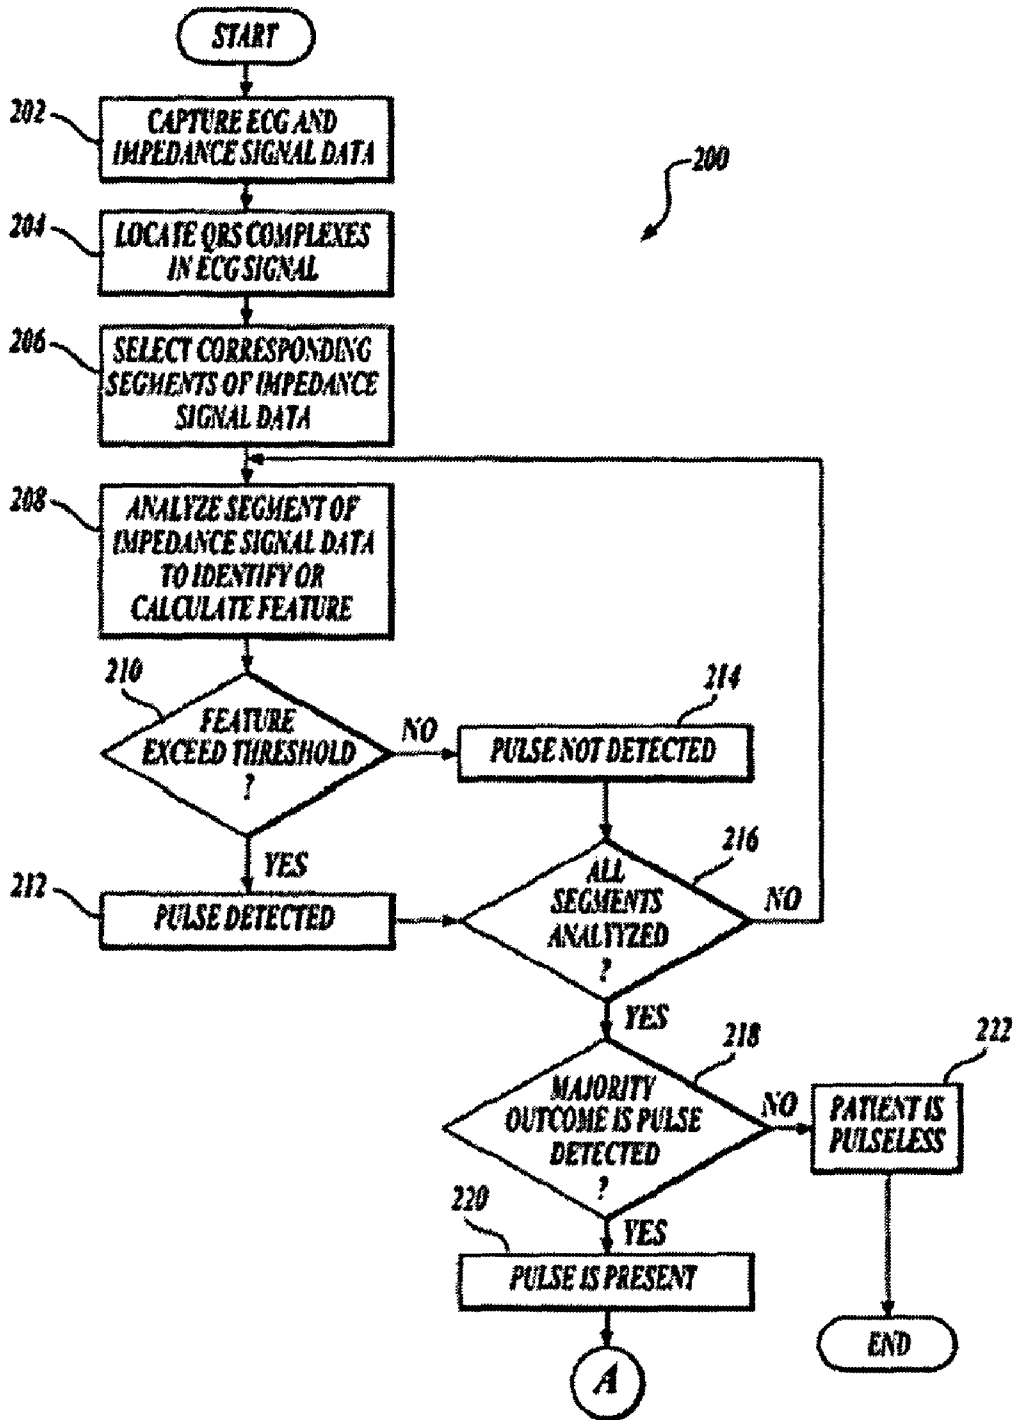 START
202
CAPTURE ECG AND
IMPEDANCE SIGNAL DATA
200
204
LOCATE QRS COMPLEXES
IN ECG SIGNAL
206
SELECT CORRESPONDING
SEGMENTS OF IMPEDANCE
SIGNAL DATA
208
ANALYZE SEGMENT OF
IMPEDANCE SIGNAL DATA
TO IDENTIFY OR
CALCULATE FEATURE
210
FEATURE
EXCEED THRESHOLD
?
NO
214
PULSE NOT DETECTED
YES
212
PULSE DETECTED
216
ALL
SEGMENTS
ANALYYZED
?
NO
YES
218
MAJORITY
OUTCOME IS PULSE
DETECTED
?
NO
222
PATIENT IS
PULSELESS
YES
220
PULSE IS PRESENT
END
A